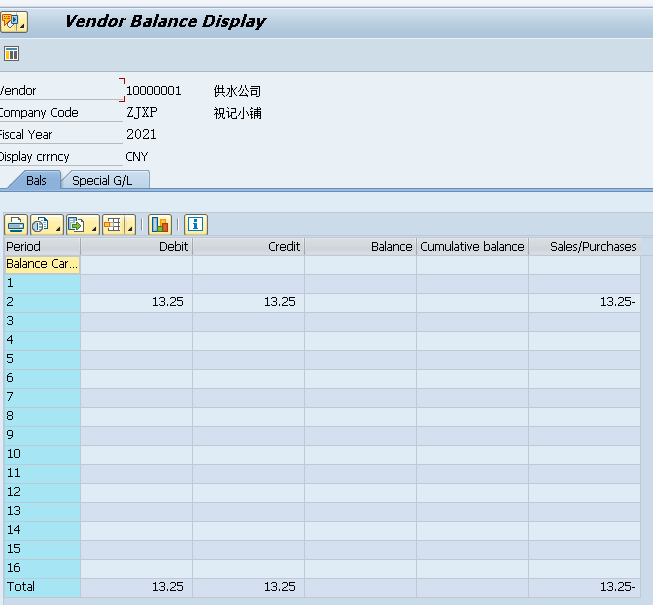 Vendor Balance Display
Vendor 10000001 供水公司
Company Code ZJXP 祝记小铺
Fiscal Year 2021
Display crrncy CNY
Bals Special G/L
Period Debit Credit Balance Cumulative balance Sales/Purchases
Balance Car...
1
2 13.25 13.25 13.25-
3
4
5
6
7
8
9
10
11
12
13
14
15
16
Total 13.25 13.25 13.25-